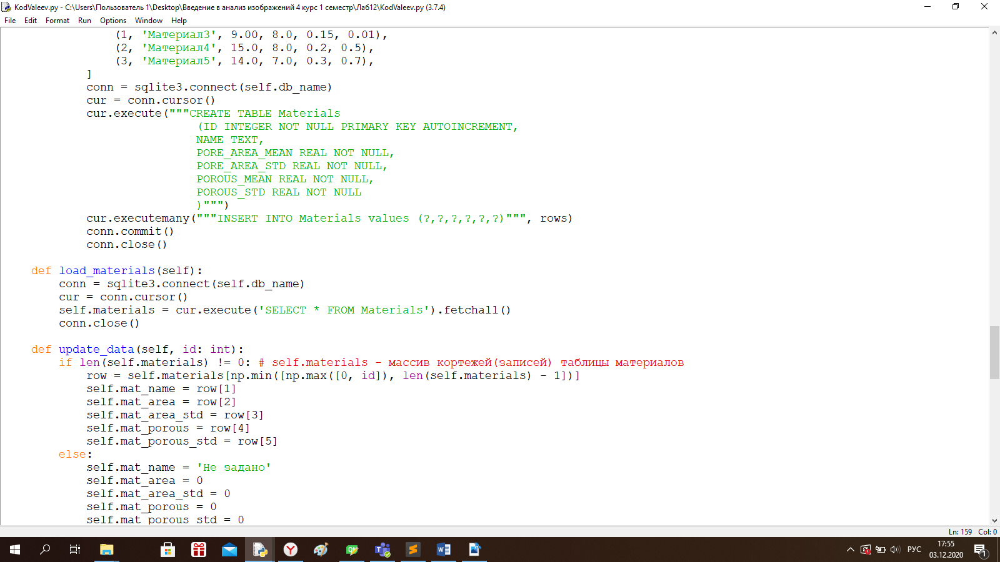 KodValeev.py - C:\Users\Пользователь 1\Desktop\Введение в анализ изображений 4 курс 1 семестр\Лаб12\KodValeev.py (3.7.4)
File Edit Format Run Options Window Help
(1, 'Материал3', 9.00, 8.0, 0.15, 0.01),
(2, 'Материал4', 15.0, 8.0, 0.2, 0.5),
(3, 'Материал5', 14.0, 7.0, 0.3, 0.7),
]
conn = sqlite3.connect(self.db_name)
cur = conn.cursor()
cur.execute("""CREATE TABLE Materials
(ID INTEGER NOT NULL PRIMARY KEY AUTOINCREMENT,
NAME TEXT,
PORE_AREA_MEAN REAL NOT NULL,
PORE_AREA_STD REAL NOT NULL,
POROUS_MEAN REAL NOT NULL,
POROUS_STD REAL NOT NULL
)""")
cur.executemany("""INSERT INTO Materials values (?,?,?,?,?,?)""", rows)
conn.commit()
conn.close()
def load_materials(self):
conn = sqlite3.connect(self.db_name)
cur = conn.cursor()
self.materials = cur.execute('SELECT * FROM Materials').fetchall()
conn.close()
def update_data(self, id: int):
if len(self.materials) != 0: # self.materials - массив кортежей(записей) таблицы материалов
row = self.materials[np.min([np.max([0, id]), len(self.materials) - 1])]
self.mat_name = row[1]
self.mat_area = row[2]
self.mat_area_std = row[3]
self.mat_porous = row[4]
self.mat_porous_std = row[5]
else:
self.mat_name = 'Не задано'
self.mat_area = 0
self.mat_area_std = 0
self.mat_porous = 0
self.mat_porous_std = 0
Ln: 159 Col: 0
РУС
17:55
03.12.2020
1